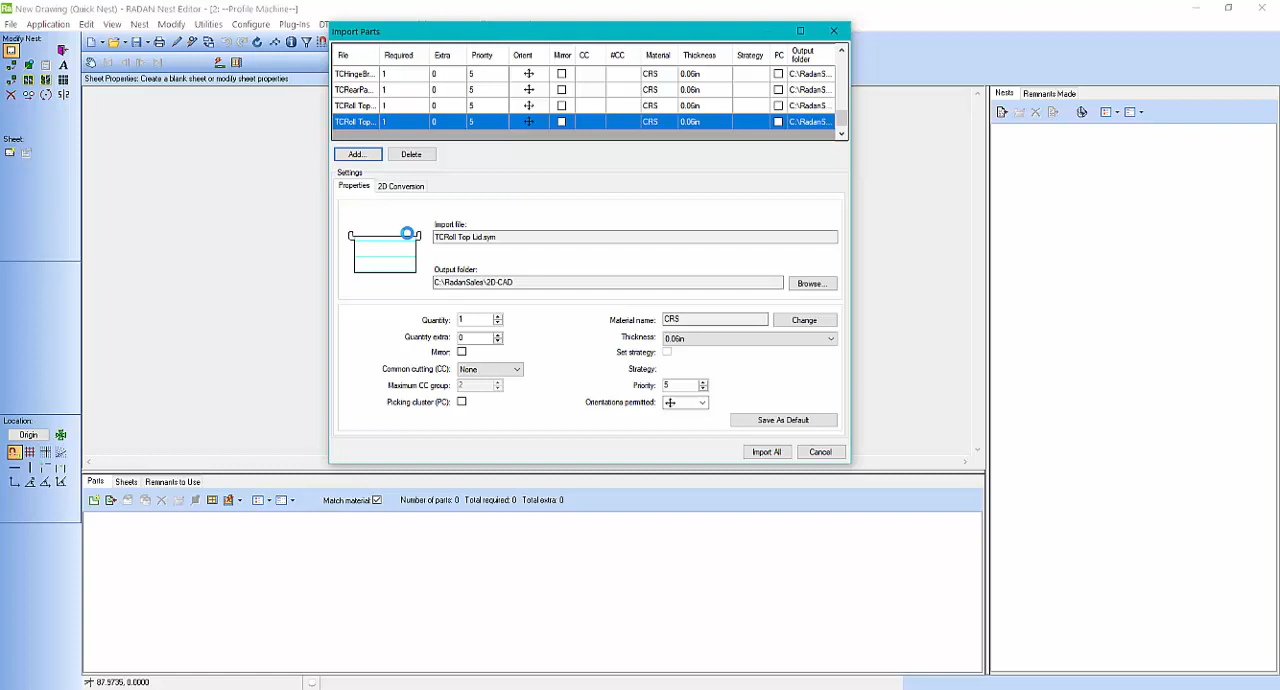 New Drawing (Quick Nest) - RADAN Nest Editor - [2: --Profile Machine--]
File Application Edit View Nest Modify Utilities Configure Plug-Ins DT
Modify Nest:
Sheet Properties: Create a blank sheet or modify sheet properties
Sheet:
Location:
Origin
Import Parts
File Required Extra Priority Orient Mirror CC #CC Material Thickness Strategy PC Output folder
TCHingeBr... 1 0 5 CRS 0.06in C:\RadanS...
TCRearPa... 1 0 5 CRS 0.06in C:\RadanS...
TCRoll Top... 1 0 5 CRS 0.06in C:\RadanS...
TCRoll Top... 1 0 5 CRS 0.06in C:\RadanS...
Add... Delete
Settings
Properties 2D Conversion
Import file:
TCRoll Top Lid.sym
Output folder:
C:\RadanSales\2D-CAD Browse...
Quantity: 1 Material name: CRS Change
Quantity extra: 0 Thickness: 0.06in
Mirror: Set strategy:
Common cutting (CC): None Strategy:
Maximum CC group: 2 Priority: 5
Picking cluster (PC): Orientations permitted:
Save As Default
Import All Cancel
Nests Remnants Made
Parts Sheets Remnants to Use
Match material Number of parts: 0 Total required: 0 Total extra: 0
87.9735, 0.0000